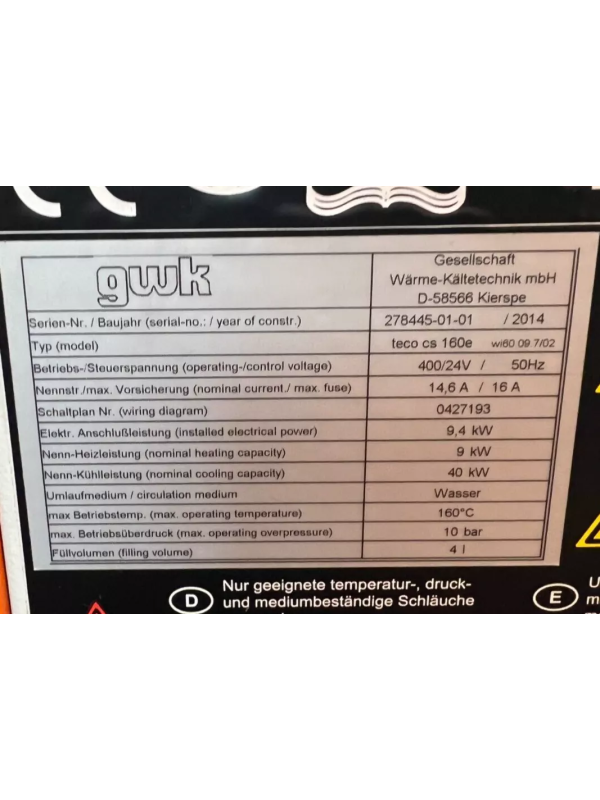 gwk
Gesellschaft
Wärme-Kältetechnik mbH
D-58566 Kierspe
Serien-Nr. / Baujahr (serial-no.: / year of constr.) 278445-01-01 / 2014
Typ (model) teco cs 160e wi60 09.7/02
Betriebs-/Steuerspannung (operating-/control voltage) 400/24V / 50Hz
Nennstr./max. Vorsicherung (nominal current./ max. fuse) 14,6 A / 16 A
Schaltplan Nr. (wiring diagram) 0427193
Elektr. Anschlußleistung (installed electrical power) 9,4 kW
Nenn-Heizleistung (nominal heating capacity) 9 kW
Nenn-Kühlleistung (nominal cooling capacity) 40 kW
Umlaufmedium / circulation medium Wasser
max Betriebstemp. (max. operating temperature) 160°C
max. Betriebsüberdruck (max. operating overpressure) 10 bar
Füllvolumen (filling volume) 4 l
D Nur geeignete temperatur-, druck-
und mediumbeständige Schläuche
E